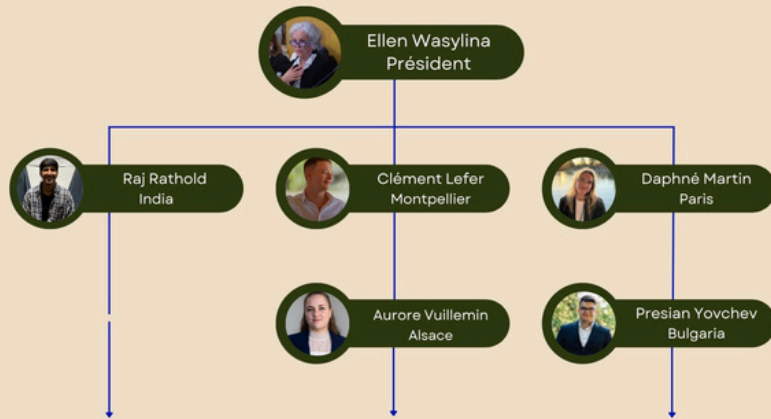 Ellen Wasylina
Président
Raj Rathold
India
Clément Lefer
Montpellier
Daphné Martin
Paris
Aurore Vuillemin
Alsace
Presian Yovchev
Bulgaria